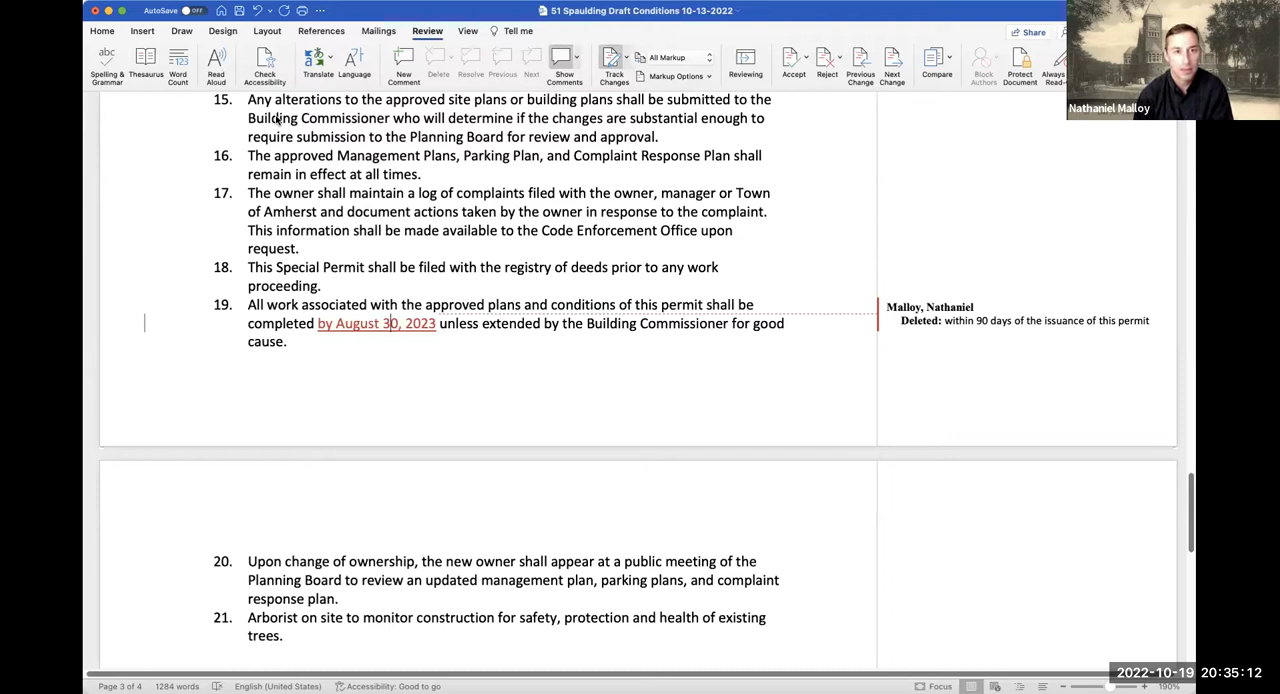 AutoSave OFF
51 Spaulding Draft Conditions 10-13-2022
Home Insert Draw Design Layout References Mailings Review View Tell me
Share
Spelling & Grammar
Thesaurus
Word Count
Read Aloud
Check Accessibility
Translate
Language
New Comment
Delete
Resolve
Previous
Next
Show Comments
Track Changes
All Markup
Markup Options
Reviewing
Accept
Reject
Previous Change
Next Change
Compare
Block Authors
Protect Document
Always Read-
Nathaniel Malloy
15. Any alterations to the approved site plans or building plans shall be submitted to the
Building Commissioner who will determine if the changes are substantial enough to
require submission to the Planning Board for review and approval.
16. The approved Management Plans, Parking Plan, and Complaint Response Plan shall
remain in effect at all times.
17. The owner shall maintain a log of complaints filed with the owner, manager or Town
of Amherst and document actions taken by the owner in response to the complaint.
This information shall be made available to the Code Enforcement Office upon
request.
18. This Special Permit shall be filed with the registry of deeds prior to any work
proceeding.
19. All work associated with the approved plans and conditions of this permit shall be
completed by August 30, 2023 unless extended by the Building Commissioner for good
cause.
Malloy, Nathaniel
Deleted: within 90 days of the issuance of this permit
20. Upon change of ownership, the new owner shall appear at a public meeting of the
Planning Board to review an updated management plan, parking plans, and complaint
response plan.
21. Arborist on site to monitor construction for safety, protection and health of existing
trees.
Page 3 of 4 1284 words English (United States) Accessibility: Good to go
Focus
190%
2022-10-19 20:35:12